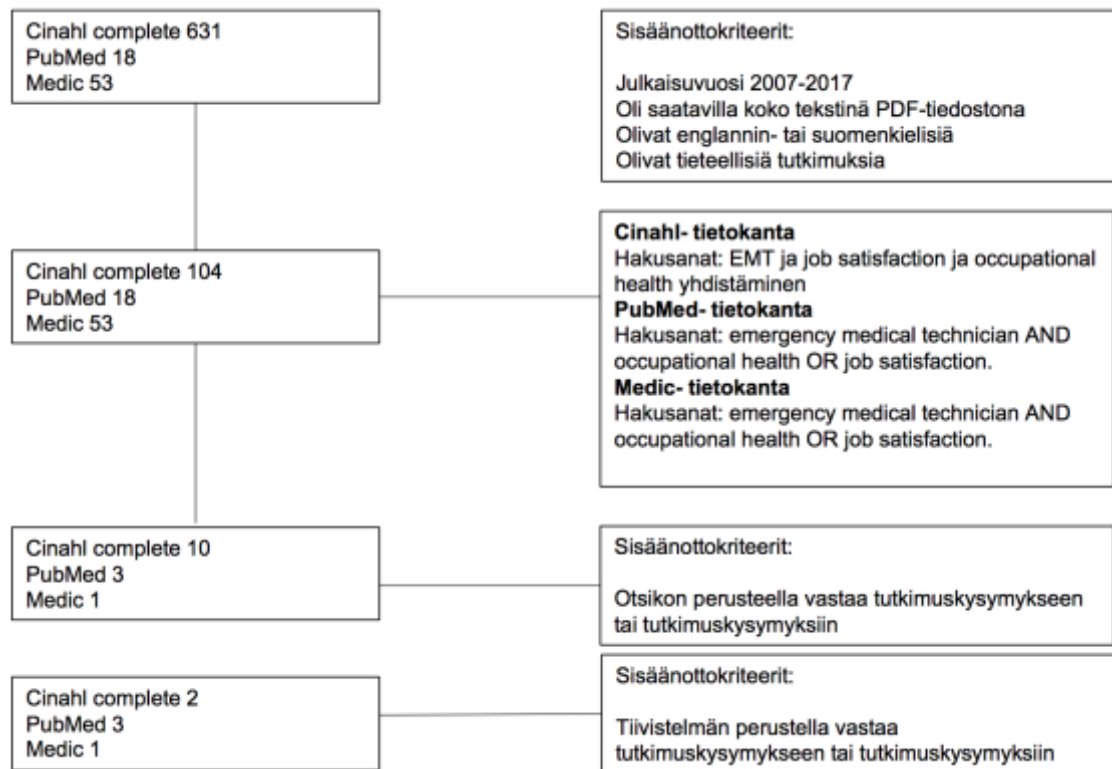 Cinahl complete 631
PubMed 18
Medic 53
Sisäänottokriteerit:
Julkaisuvuosi 2007-2017
Oli saatavilla koko tekstinä PDF-tiedostona
Olivat englannin- tai suomenkielisiä
Olivat tieteellisiä tutkimuksia
Cinahl complete 104
PubMed 18
Medic 53
Cinahl- tietokanta
Hakusanat: EMT ja job satisfaction ja occupational
health yhdistäminen
PubMed- tietokanta
Hakusanat: emergency medical technician AND
occupational health OR job satisfaction.
Medic- tietokanta
Hakusanat: emergency medical technician AND
occupational health OR job satisfaction.
Cinahl complete 10
PubMed 3
Medic 1
Sisäänottokriteerit:
Otsikon perusteella vastaa tutkimuskysymykseen
tai tutkimuskysymyksiin
Cinahl complete 2
PubMed 3
Medic 1
Sisäänottokriteerit:
Tiivistelmän perustella vastaa
tutkimuskysymykseen tai tutkimuskysymyksiin